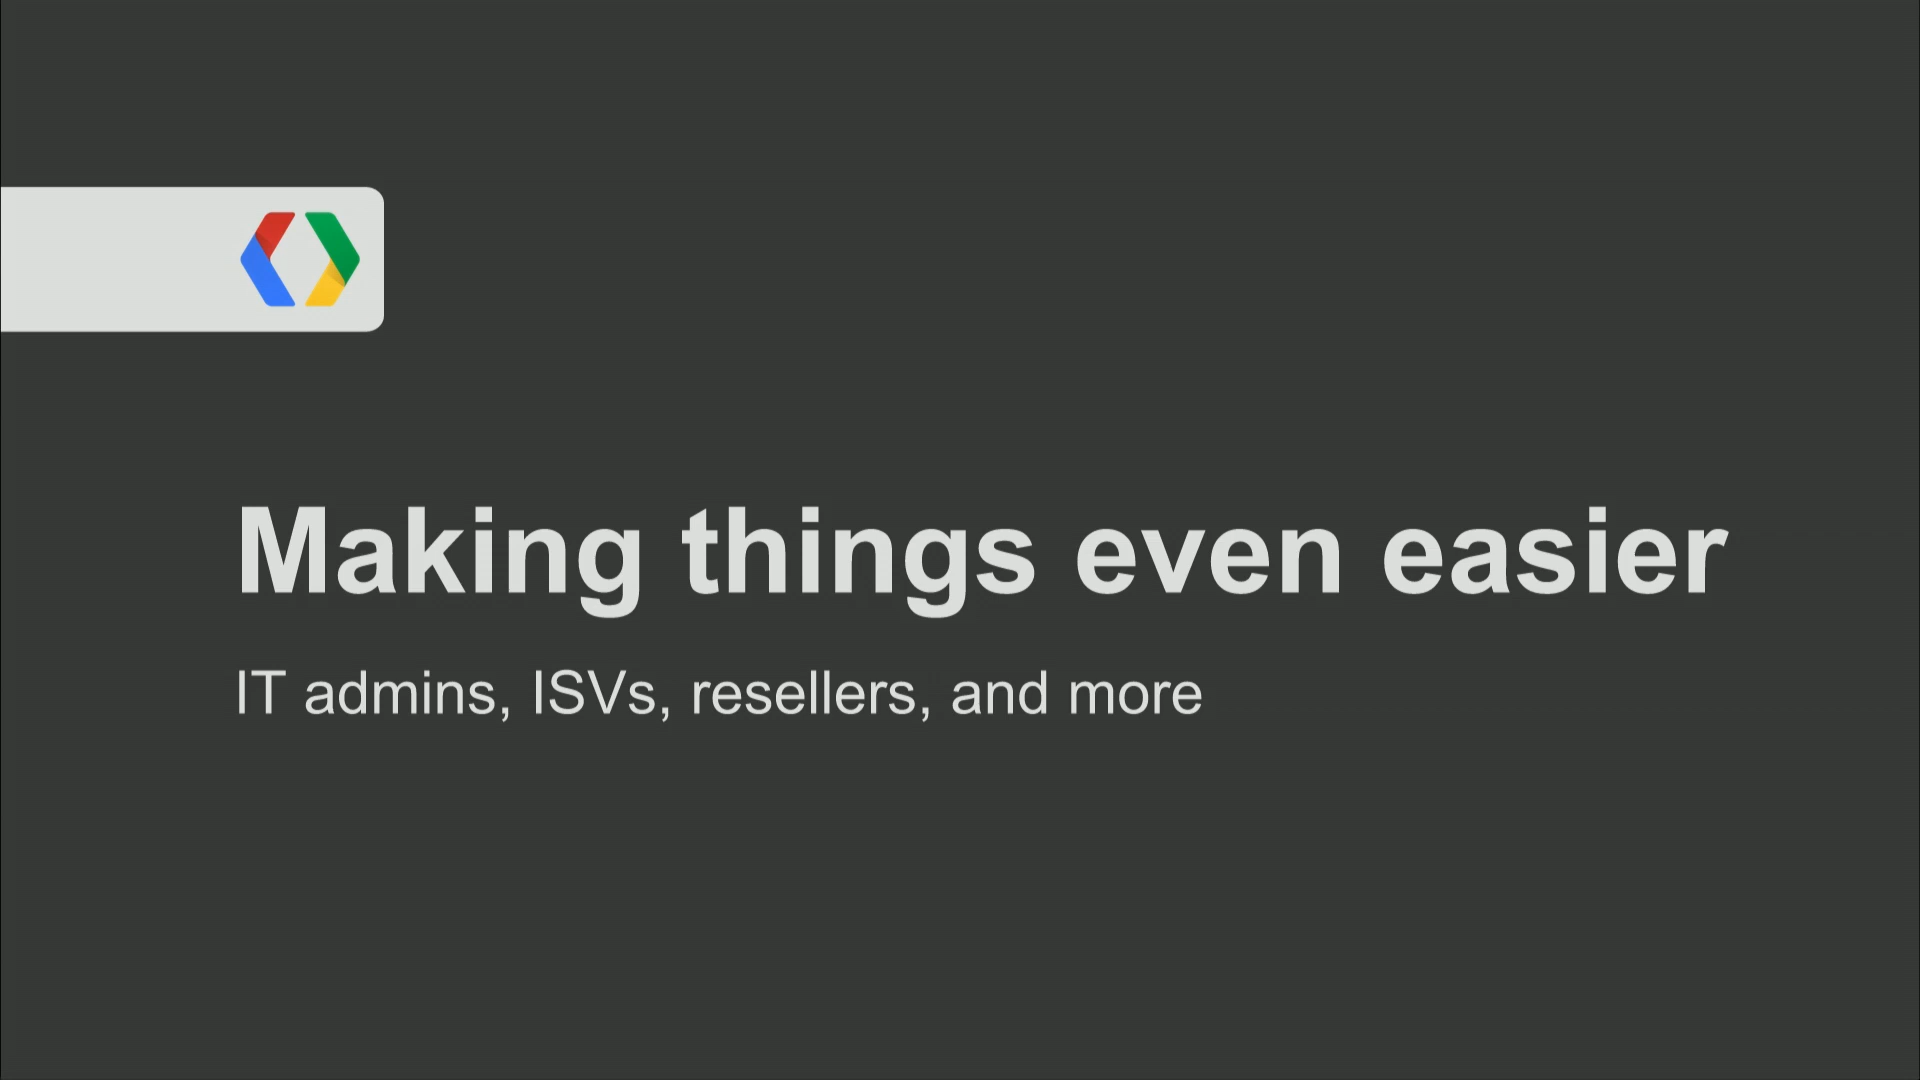 Making things even easier
IT admins, ISVs, resellers, and more